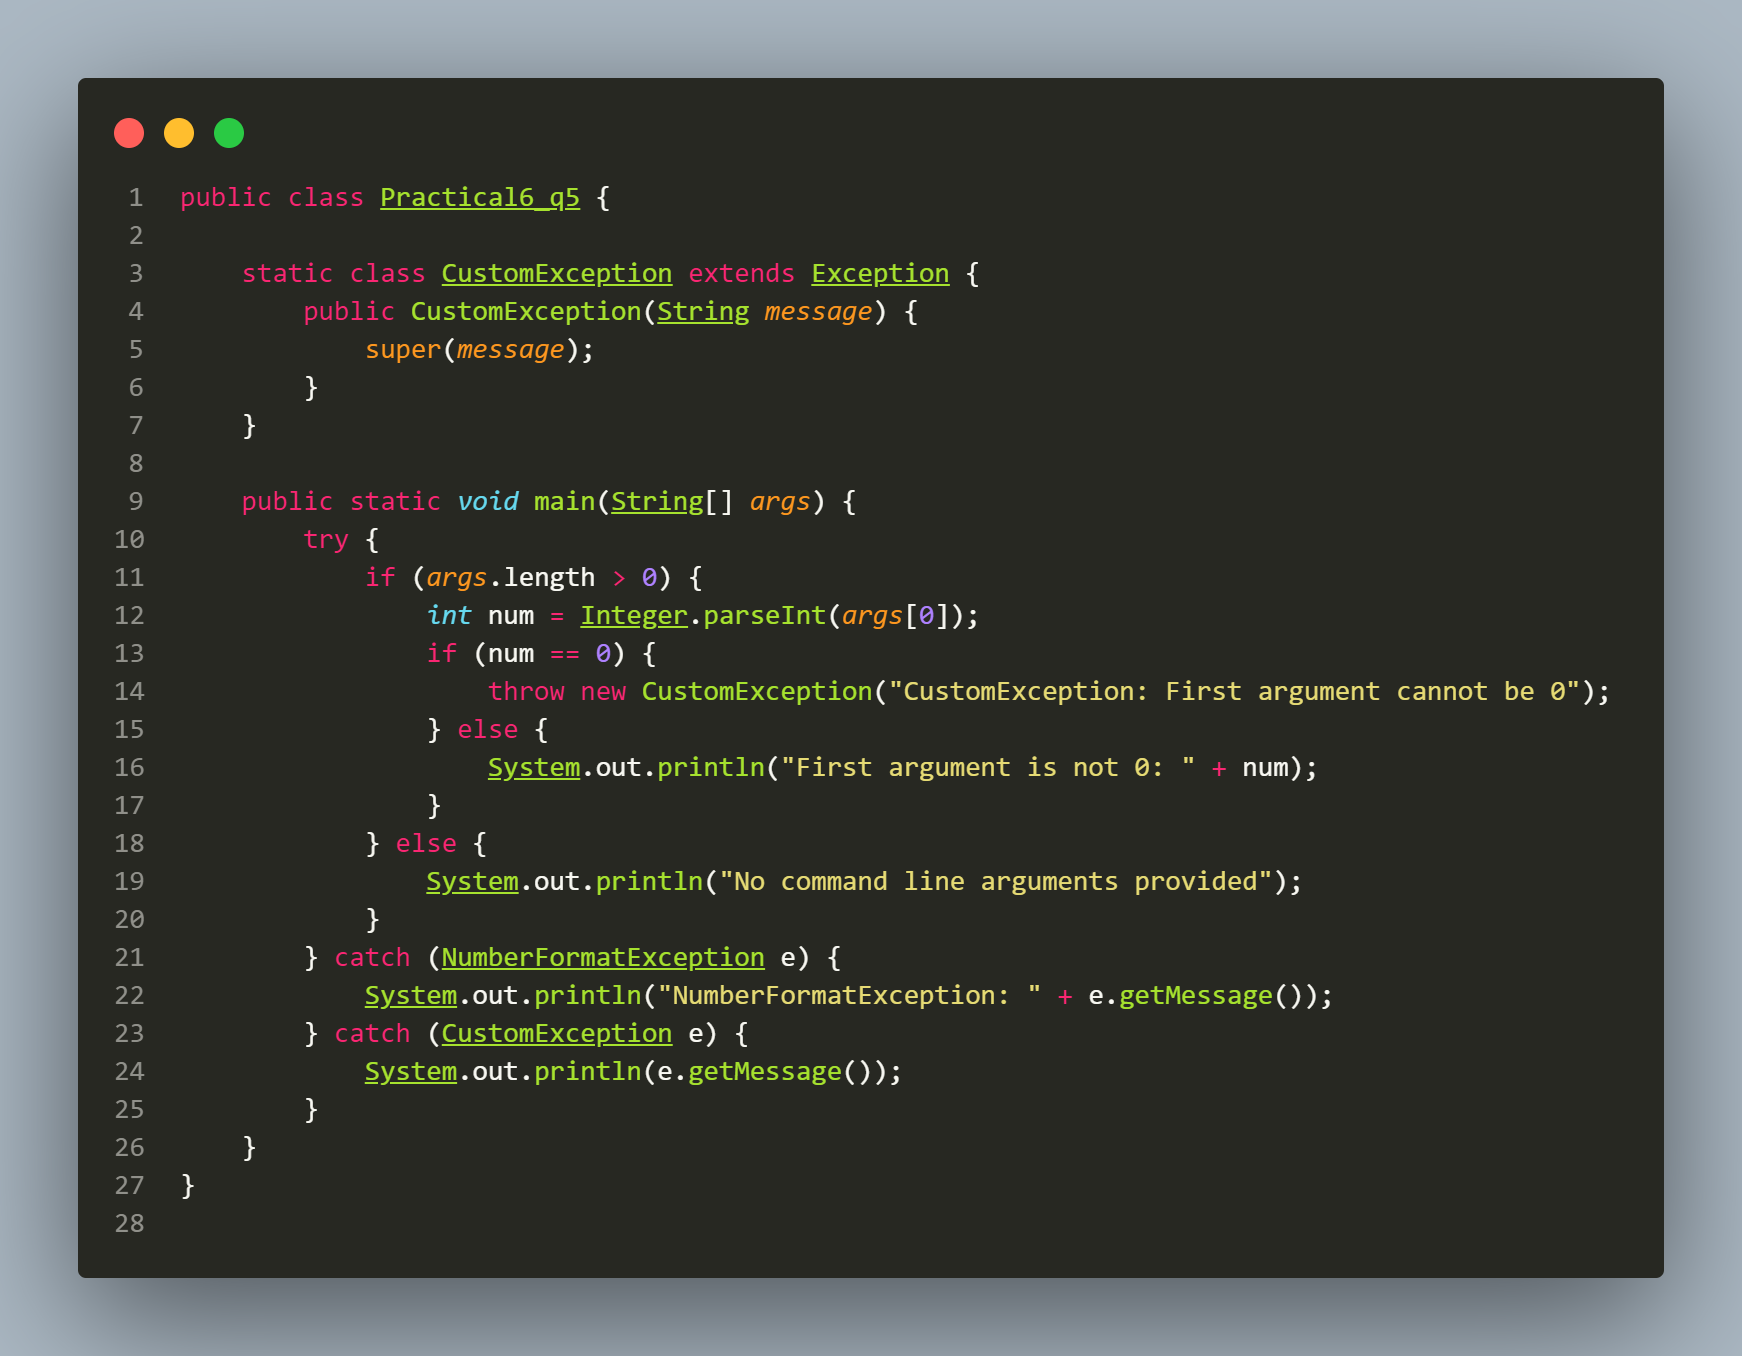 1 public class Practical6_q5 {
2
3     static class CustomException extends Exception {
4         public CustomException(String message) {
5             super(message);
6         }
7     }
8
9     public static void main(String[] args) {
10         try {
11             if (args.length > 0) {
12                 int num = Integer.parseInt(args[0]);
13                 if (num == 0) {
14                     throw new CustomException("CustomException: First argument cannot be 0");
15                 } else {
16                     System.out.println("First argument is not 0: " + num);
17                 }
18             } else {
19                 System.out.println("No command line arguments provided");
20             }
21         } catch (NumberFormatException e) {
22             System.out.println("NumberFormatException: " + e.getMessage());
23         } catch (CustomException e) {
24             System.out.println(e.getMessage());
25         }
26     }
27 }
28